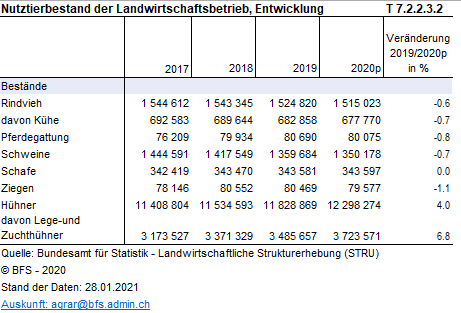 Nutztierbestand der Landwirtschaftsbetrieb, Entwicklung T 7.2.2.3.2
2017 2018 2019 2020p Veränderung
2019/2020p
in %
Bestände
Rindvieh 1 544 612 1 543 345 1 524 820 1 515 023 -0.6
davon Kühe 692 583 689 644 682 858 677 770 -0.7
Pferdegattung 76 209 79 934 80 690 80 075 -0.8
Schweine 1 444 591 1 417 549 1 359 684 1 350 178 -0.7
Schafe 342 419 343 470 343 581 343 597 0.0
Ziegen 78 146 80 552 80 469 79 577 -1.1
Hühner 11 408 804 11 534 593 11 828 869 12 298 274 4.0
davon Lege-und
Zuchthühner 3 173 527 3 371 329 3 485 657 3 723 571 6.8
Quelle: Bundesamt für Statistik - Landwirtschaftliche Strukturerhebung (STRU)
© BFS - 2020
Stand der Daten: 28.01.2021
Auskunft: agrar@bfs.admin.ch